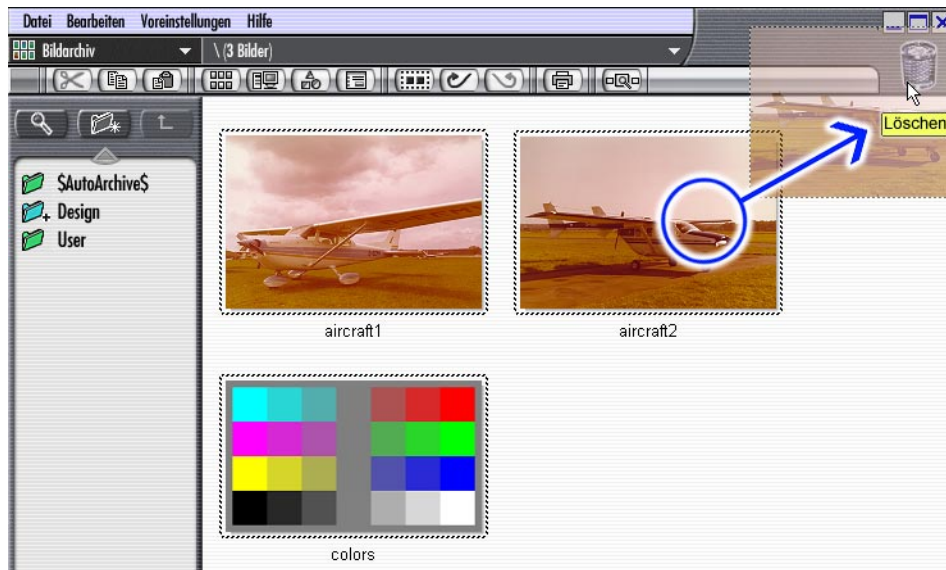 Datei Bearbeiten Voreinstellungen Hilfe
Bildarchiv \ (3 Bilder)
Löschen
$AutoArchive$
Design
User
aircraft1 aircraft2
colors